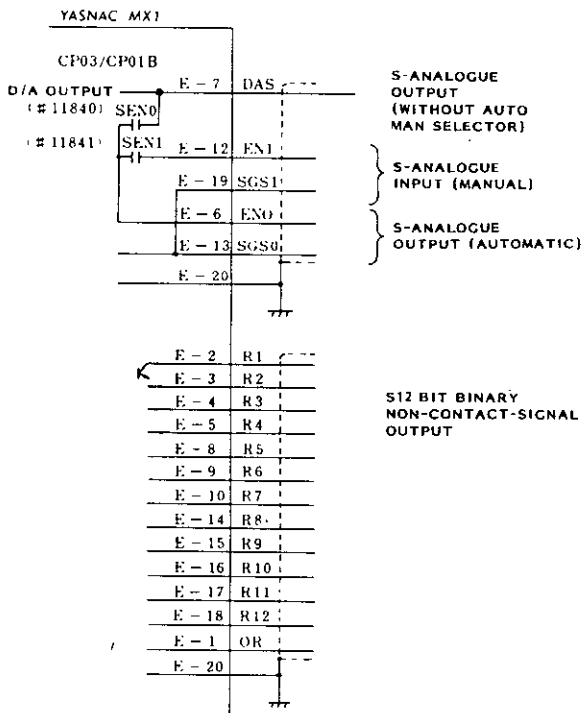 YASNAC MX1
CP03/CP01B
D/A OUTPUT
(#11840) SEN0
(#11841) SEN1
E-7 DAS
E-12 EN1
E-19 SGS1
E-6 EN0
E-13 SGS0
E-20
S-ANALOGUE
OUTPUT
(WITHOUT AUTO
MAN SELECTOR)
S-ANALOGUE
INPUT (MANUAL)
S-ANALOGUE
OUTPUT (AUTOMATIC)
E-2 R1
E-3 R2
E-4 R3
E-5 R4
E-8 R5
E-9 R6
E-10 R7
E-14 R8
E-15 R9
E-16 R10
E-17 R11
E-18 R12
E-1 OR
E-20
S12 BIT BINARY
NON-CONTACT-SIGNAL
OUTPUT